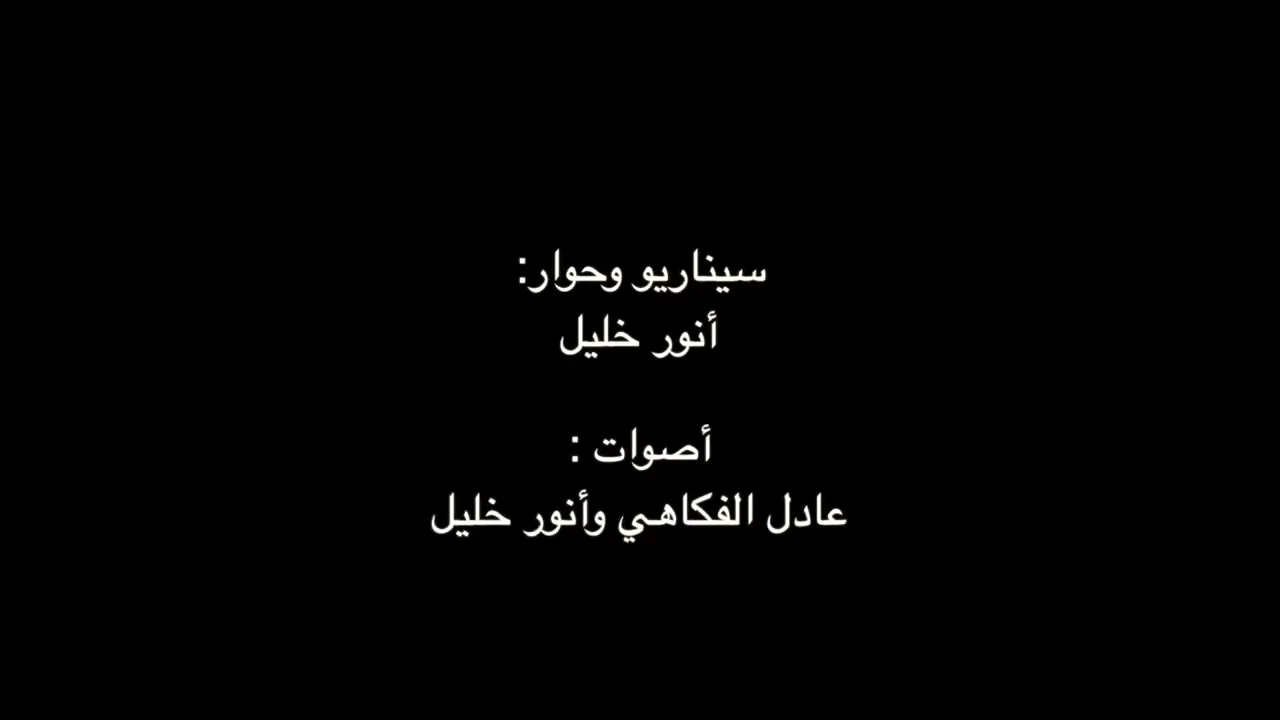 سيناريو وحوار:
أنور خليل
أصوات :
عادل الفكاهي وأنور خليل